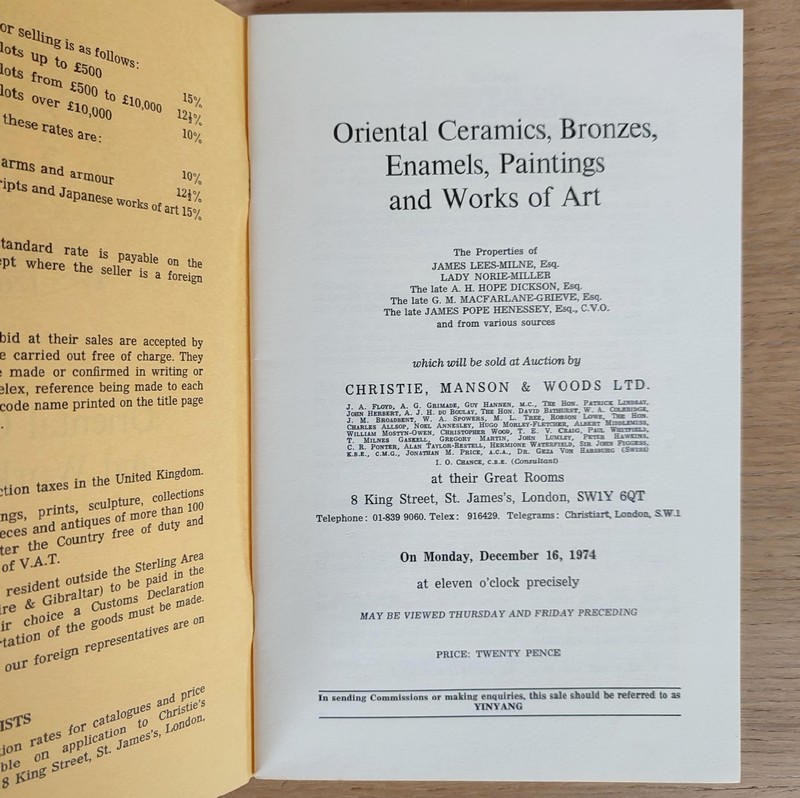 or selling is as follows:
lots up to £500 15%
lots from £500 to £10,000 12½%
lots over £10,000 10%
these rates are:
arms and armour 10%
12½%
ripts and Japanese works of art 15%
tandard rate is payable on the
ept where the seller is a foreign
bid at their sales are accepted by
e carried out free of charge. They
e made or confirmed in writing or
elex, reference being made to each
code name printed on the title page
.
ction taxes in the United Kingdom.
ngs, prints, sculpture, collections
eces and antiques of more than 100
ter the Country free of duty and
of V.A.T.
resident outside the Sterling Area
ire & Gibraltar) to be paid in the
ir choice a Customs Declaration
rtation of the goods must be made.
our foreign representatives are on
ISTS
ion rates for catalogues and price
ble on application to Christie's
8 King Street, St. James's, London,
Oriental Ceramics, Bronzes,
Enamels, Paintings
and Works of Art
The Properties of
JAMES LEES-MILNE, Esq.
LADY NORIE-MILLER
The late A. H. HOPE DICKSON, Esq.
The late G. M. MACFARLANE-GRIEVE, Esq.
The late JAMES POPE HENESSEY, Esq., C.V.O.
and from various sources
which will be sold at Auction by
CHRISTIE, MANSON & WOODS LTD.
J. A. FLOYD, A. G. GRIMADE, GUY HANNEN, M.C., THE HON. PATRICK LINDSAY,
JOHN HERBERT, A. J. H. DU BOULAY, THE HON. DAVID BATHURST, W. A. COLERIDGE,
J. M. BROADBENT, W. A. SPOWERS, M. L. TREE, ROBSON LOWE, THE HON.
CHARLES ALLSOP, NOEL ANNESLEY, HUGO MORLEY-FLETCHER, ALBERT MIDDLEMISS,
WILLIAM MOSTYN-OWEN, CHRISTOPHER WOOD, T. E. V. CRAIG, PAUL WHITFIELD,
T. MILNES GASKELL, GREGORY MARTIN, JOHN LUMLEY, PETER HAWKINS,
C. R. PONTER, ALAN TAYLOR-RESTELL, HERMIONE WATERFIELD, SIR JOHN FIGGESS,
K.B.E., C.M.G., JONATHAN M. PRICE, A.C.A., DR. GEZA VON HABSBURG (SWISS)
I. O. CHANCE, C.B.E. (Consultant)
at their Great Rooms
8 King Street, St. James's, London, SW1Y 6QT
Telephone: 01-839 9060. Telex: 916429. Telegrams: Christiart, London, S.W.1
On Monday, December 16, 1974
at eleven o'clock precisely
MAY BE VIEWED THURSDAY AND FRIDAY PRECEDING
PRICE: TWENTY PENCE
In sending Commissions or making enquiries, this sale should be referred to as
YINYANG